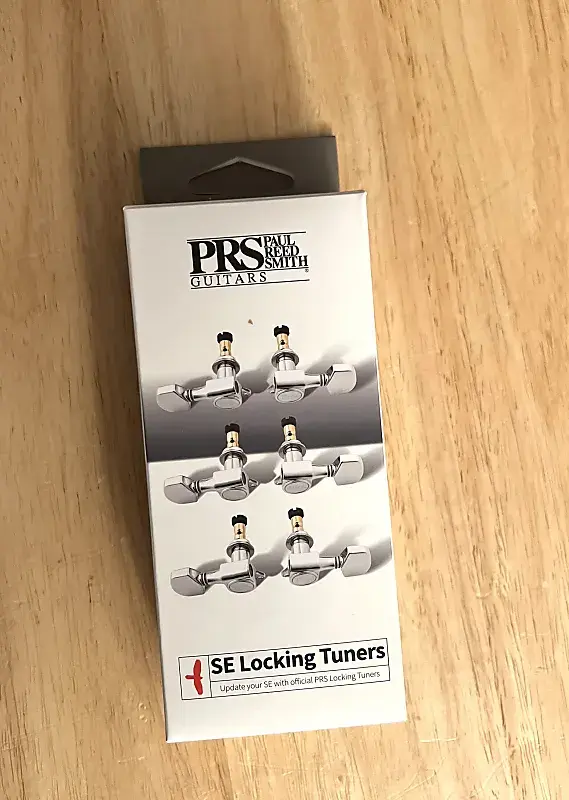 PRS PAUL REED SMITH®
GUITARS
SE Locking Tuners
Update your SE with official PRS Locking Tuners